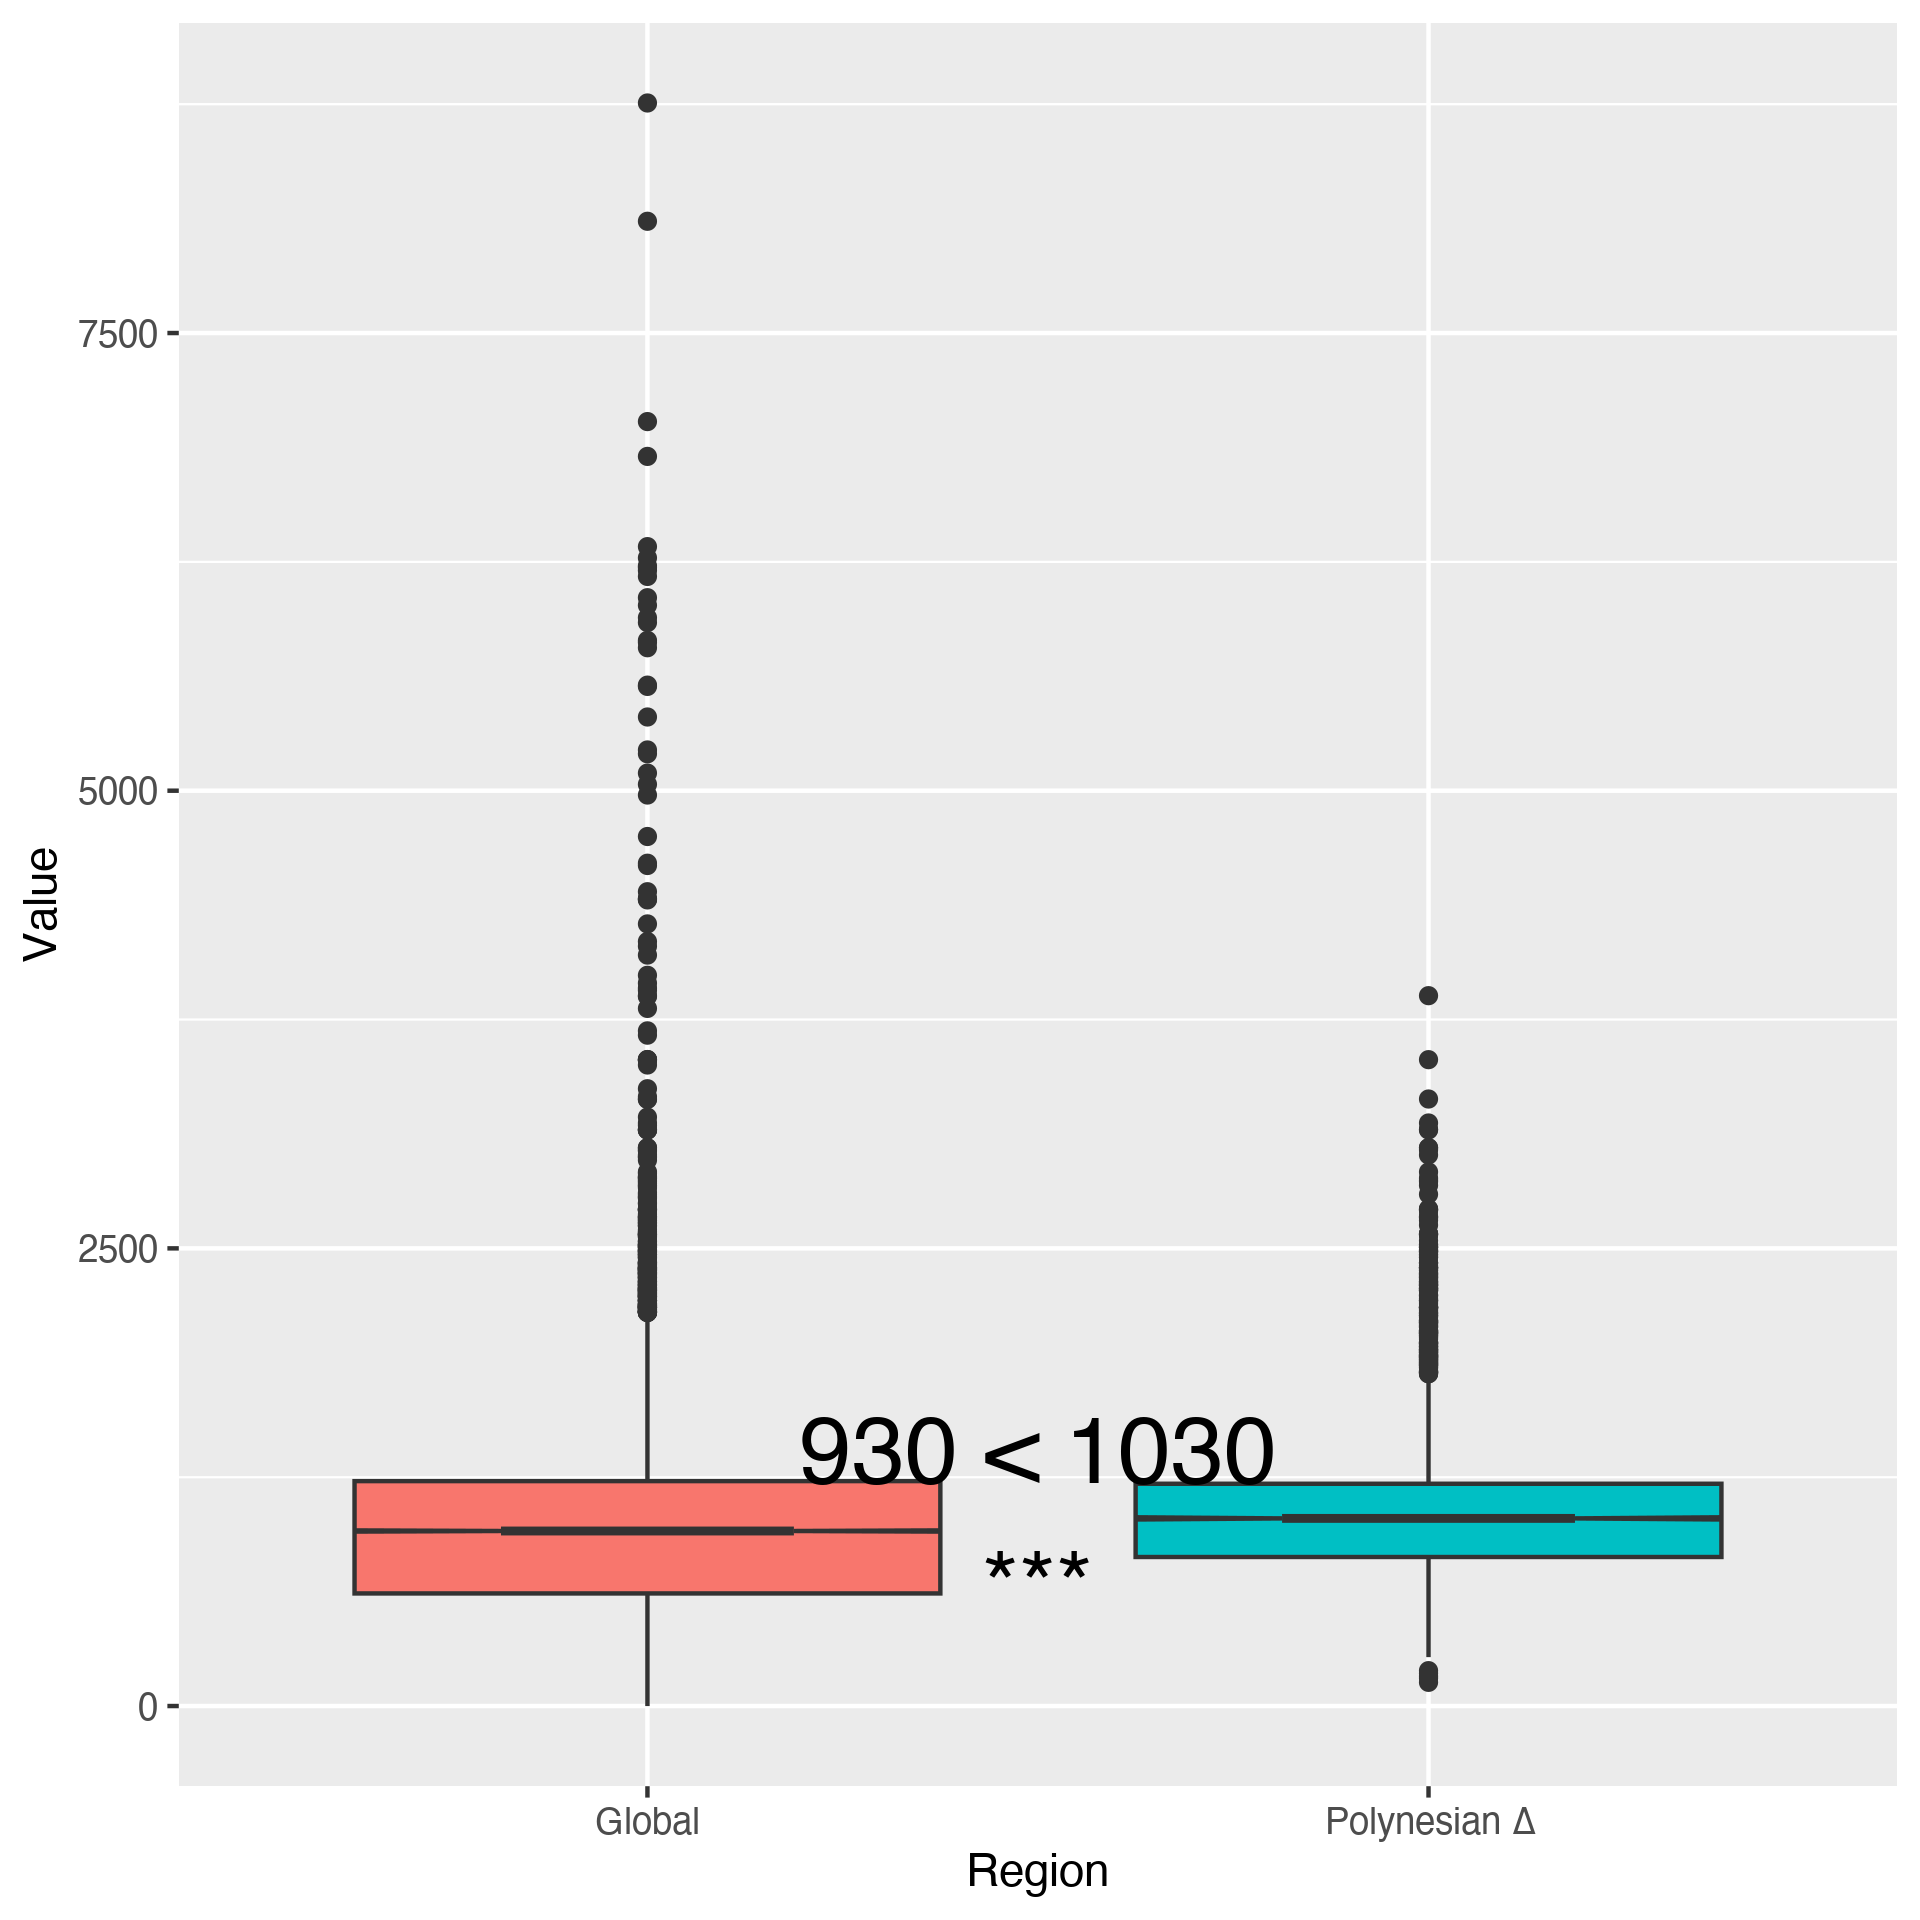 7500
5000
2500
0
Value
930 < 1030
***
Global
Polynesian Δ
Region